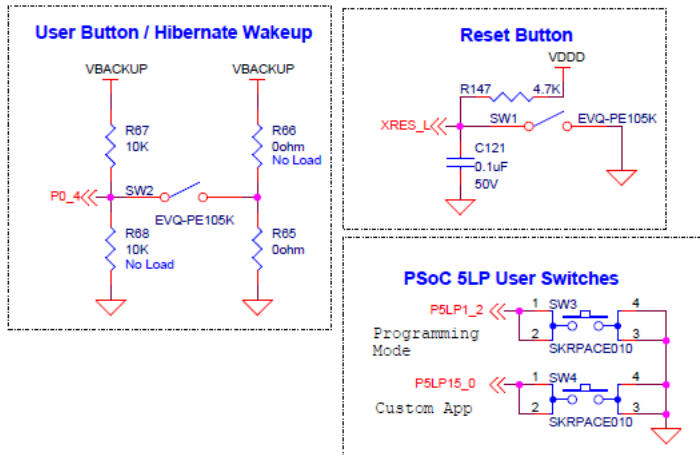 User Button / Hibernate Wakeup
VBACKUP
VBACKUP
R67
10K
R66
0ohm
No Load
P0_4
SW2
EVQ-PE105K
R68
10K
No Load
R65
0ohm
Reset Button
VDDD
R147
4.7K
XRES_L
SW1
EVQ-PE105K
C121
0.1uF
50V
PSoC 5LP User Switches
P5LP1_2
1
SW3
4
2
3
SKRPACE010
Programming
Mode
P5LP15_0
1
SW4
4
2
3
SKRPACE010
Custom App